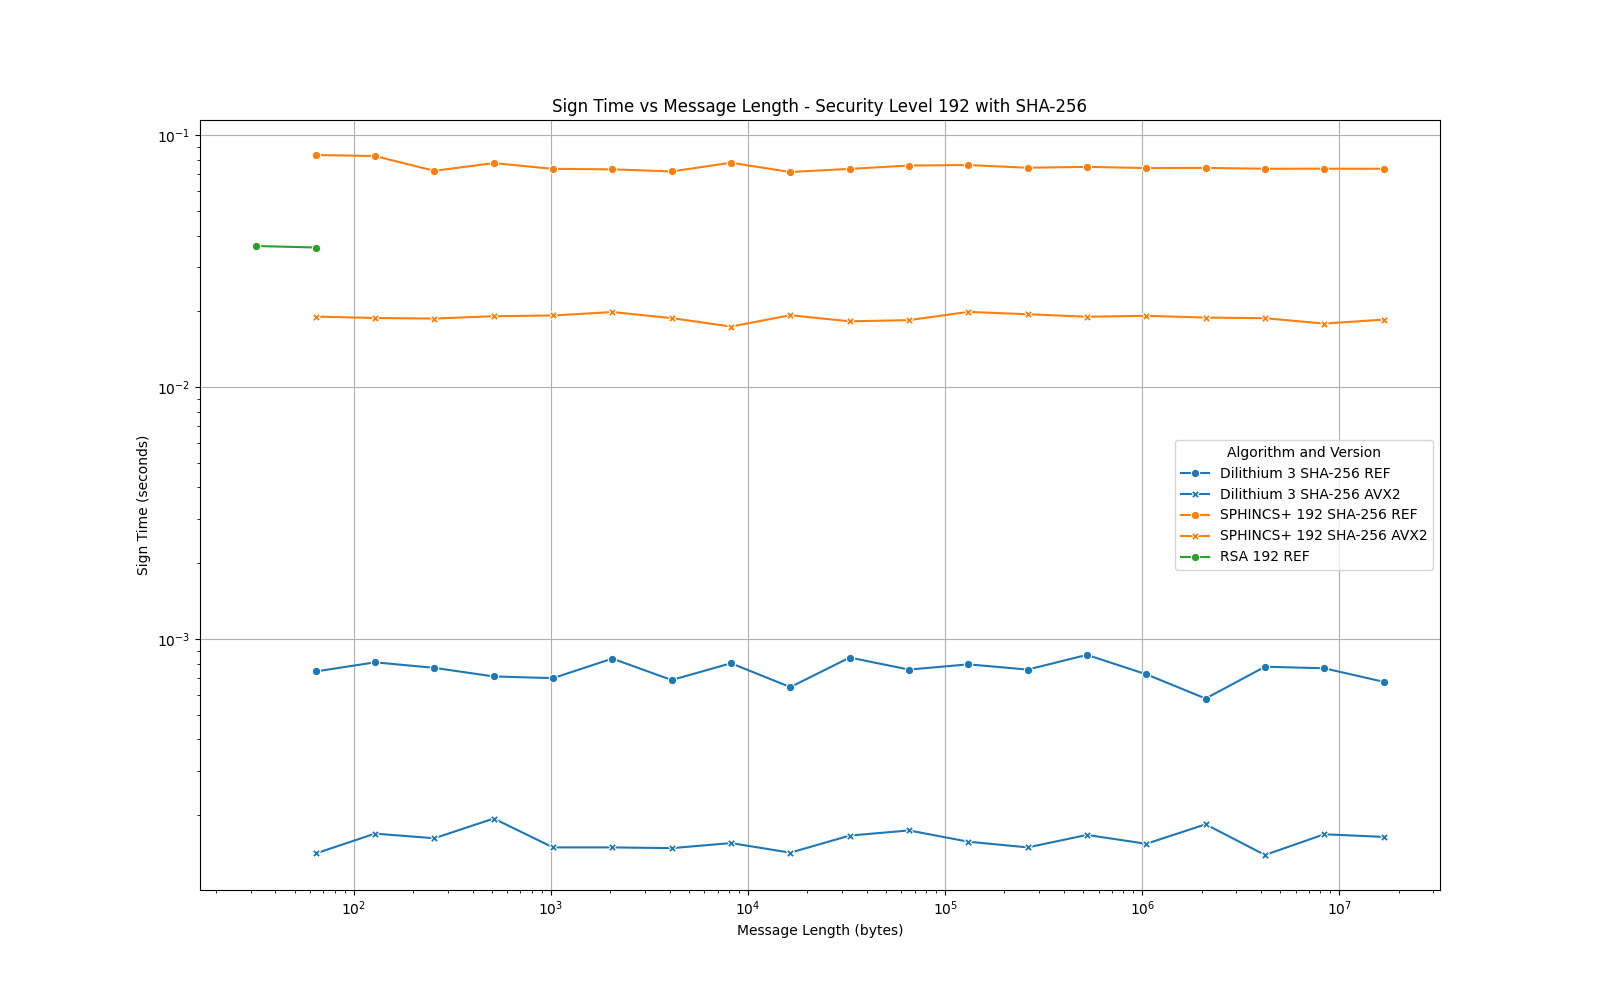 Sign Time vs Message Length - Security Level 192 with SHA-256
10⁻¹
10⁻²
10⁻³
Sign Time (seconds)
Algorithm and Version
Dilithium 3 SHA-256 REF
Dilithium 3 SHA-256 AVX2
SPHINCS+ 192 SHA-256 REF
SPHINCS+ 192 SHA-256 AVX2
RSA 192 REF
10² 10³ 10⁴ 10⁵ 10⁶ 10⁷
Message Length (bytes)